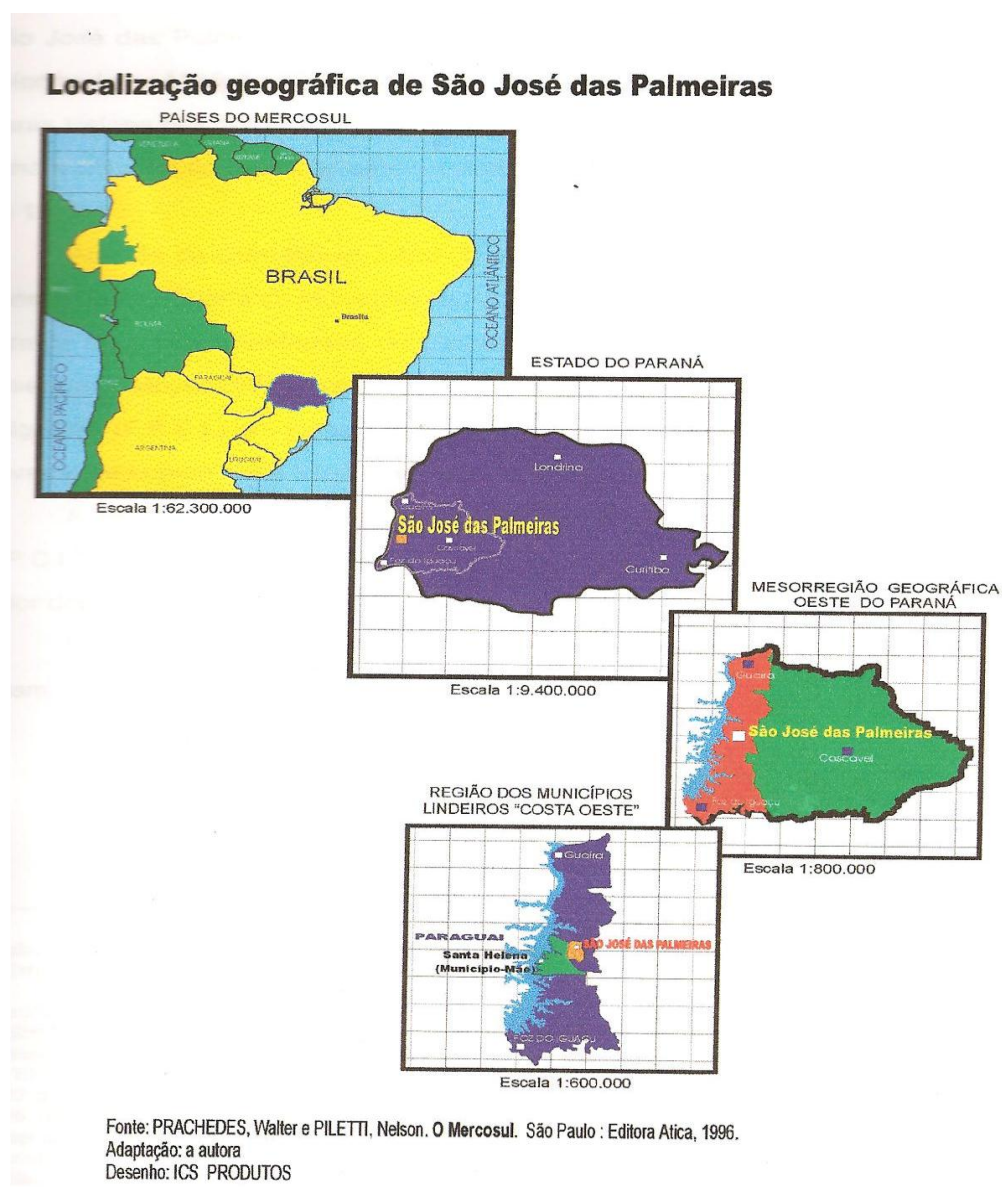 Localização geográfica de São José das Palmeiras
PAÍSES DO MERCOSUL
VENEZUELA
GUIANA
BRASIL
Brasília
BOLÍVIA
PARAGUAI
ARGENTINA
URUGUAI
OCEANO PACÍFICO
OCEANO ATLÂNTICO
Escala 1:62.300.000
ESTADO DO PARANÁ
Londrina
Guaíra
São José das Palmeiras
Cascavel
Foz do Iguaçu
Curitiba
Escala 1:9.400.000
MESORREGIÃO GEOGRÁFICA
OESTE DO PARANÁ
Guaíra
São José das Palmeiras
Cascavel
Foz do Iguaçu
Escala 1:800.000
REGIÃO DOS MUNICÍPIOS
LINDEIROS "COSTA OESTE"
Guaíra
PARAGUAI
SÃO JOSÉ DAS PALMEIRAS
Santa Helena
(Município-Mãe)
FOZ DO IGUAÇU
Escala 1:600.000
Fonte: PRACHEDES, Walter e PILETTI, Nelson. O Mercosul. São Paulo : Editora Atica, 1996.
Adaptação: a autora
Desenho: ICS PRODUTOS